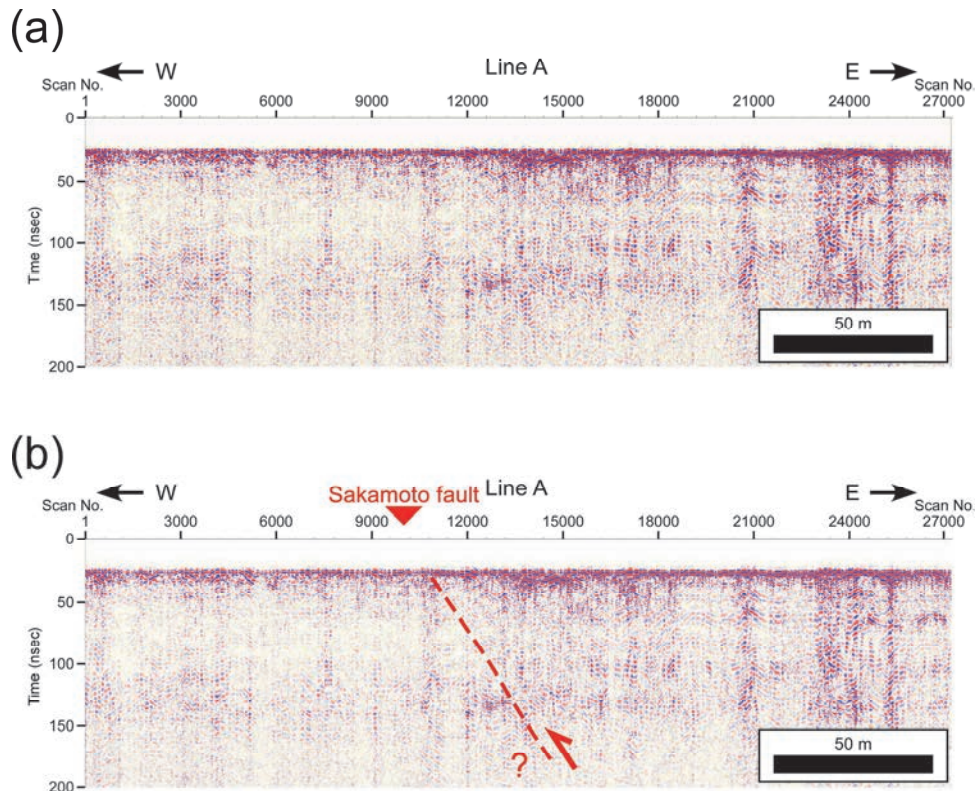 (a)
W Line A E
Scan No. Scan No.
1 3000 6000 9000 12000 15000 18000 21000 24000 27000
0
50
100
150
200
Time (nsec)
50 m
(b)
Sakamoto fault
W Line A E
Scan No. Scan No.
1 3000 6000 9000 12000 15000 18000 21000 24000 27000
0
50
100
150
200
Time (nsec)
?
50 m